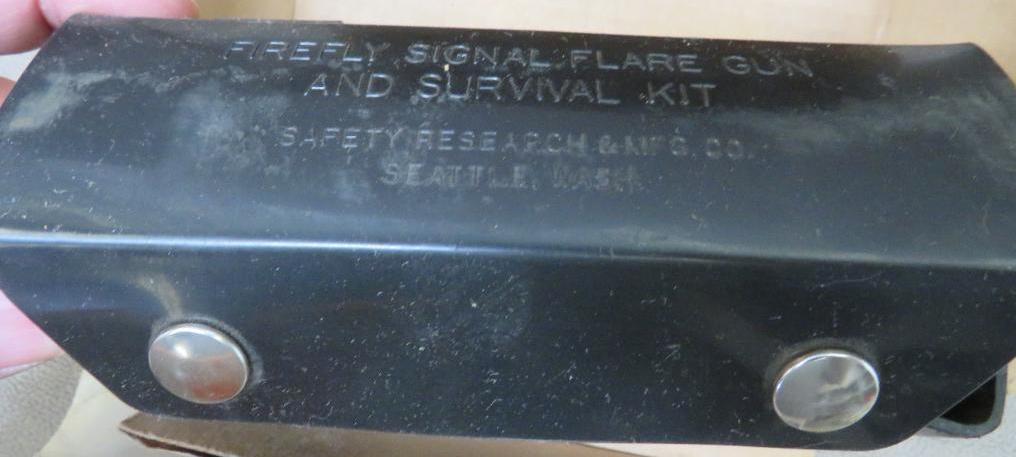 FIREFLY SIGNAL FLARE GUN
AND SURVIVAL KIT
SAFETY RESEARCH & MFG. CO.
SEATTLE, WASH.